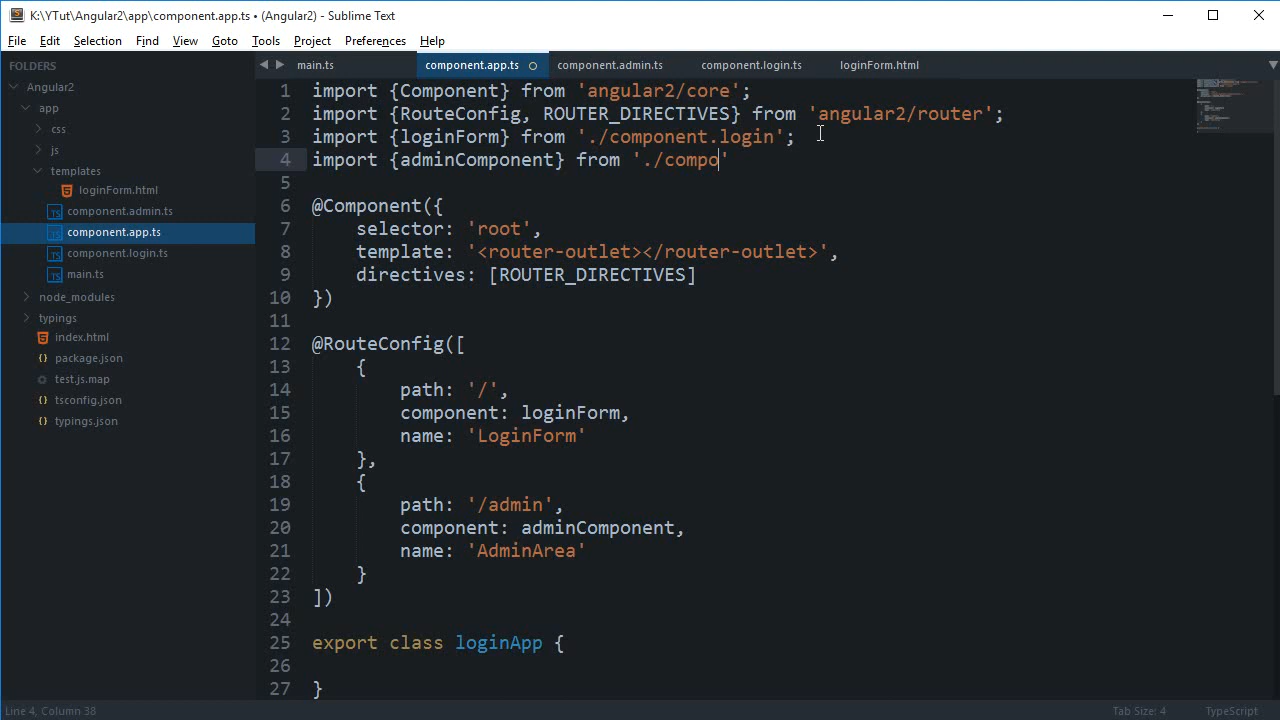 K:\YTut\Angular2\app\component.app.ts • (Angular2) - Sublime Text
File Edit Selection Find View Goto Tools Project Preferences Help
FOLDERS
Angular2
app
css
js
templates
loginForm.html
component.admin.ts
component.app.ts
component.login.ts
main.ts
node_modules
typings
index.html
package.json
test.js.map
tsconfig.json
typings.json
main.ts component.app.ts component.admin.ts component.login.ts loginForm.html
1 import {Component} from 'angular2/core';
2 import {RouteConfig, ROUTER_DIRECTIVES} from 'angular2/router';
3 import {loginForm} from './component.login';
4 import {adminComponent} from './compo'
5
6 @Component({
7 selector: 'root',
8 template: '<router-outlet></router-outlet>',
9 directives: [ROUTER_DIRECTIVES]
10 })
11
12 @RouteConfig([
13 {
14 path: '/',
15 component: loginForm,
16 name: 'LoginForm'
17 },
18 {
19 path: '/admin',
20 component: adminComponent,
21 name: 'AdminArea'
22 }
23 ])
24
25 export class loginApp {
26
27 }
Line 4, Column 38 Tab Size: 4 TypeScript